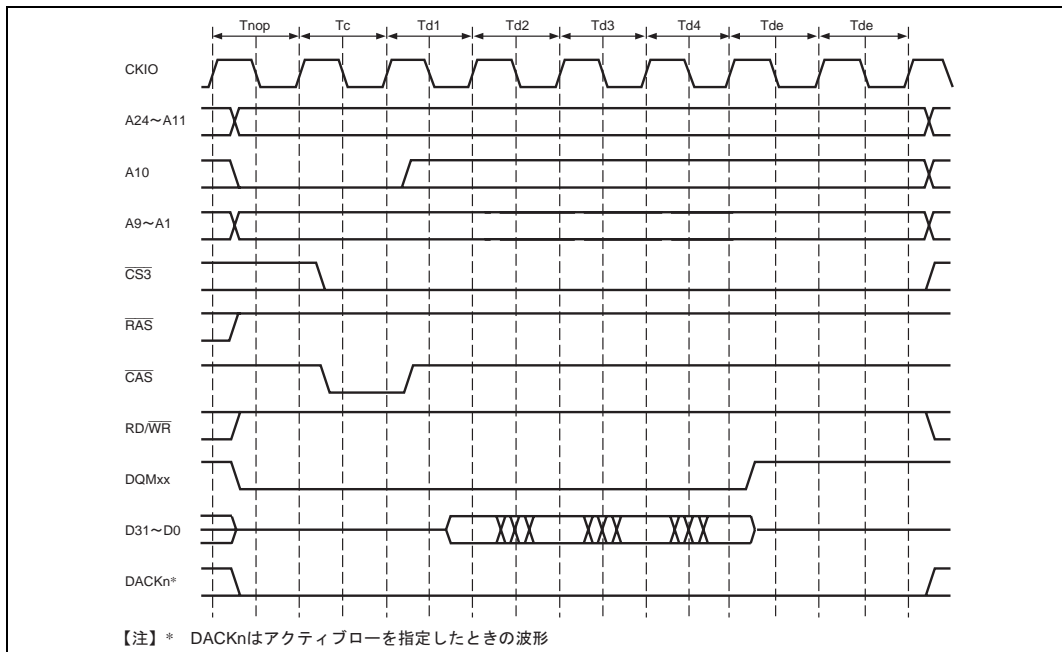 Tnop Tc Td1 Td2 Td3 Td4 Tde Tde
CKIO
A24～A11
A10
A9～A1
CS3
RAS
CAS
RD/WR
DQMxx
D31～D0
DACKn*
【注】* DACKnはアクティブローを指定したときの波形